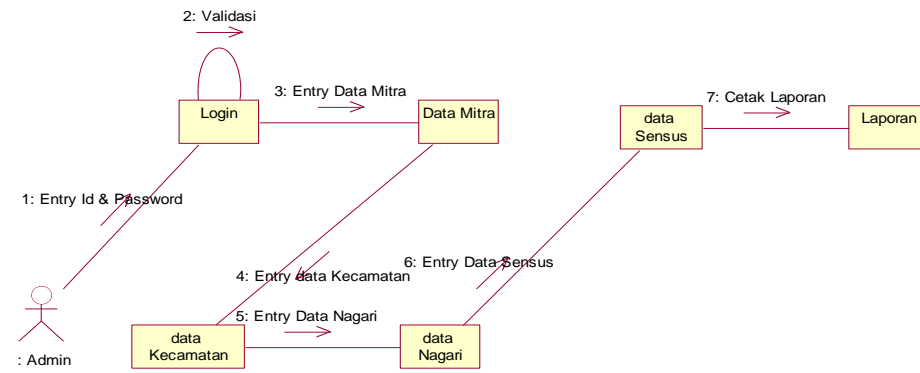 2: Validasi
3: Entry Data Mitra
7: Cetak Laporan
Login
Data Mitra
data
Sensus
Laporan
1: Entry Id & Password
4: Entry data Kecamatan
6: Entry Data Sensus
5: Entry Data Nagari
data
Kecamatan
data
Nagari
: Admin